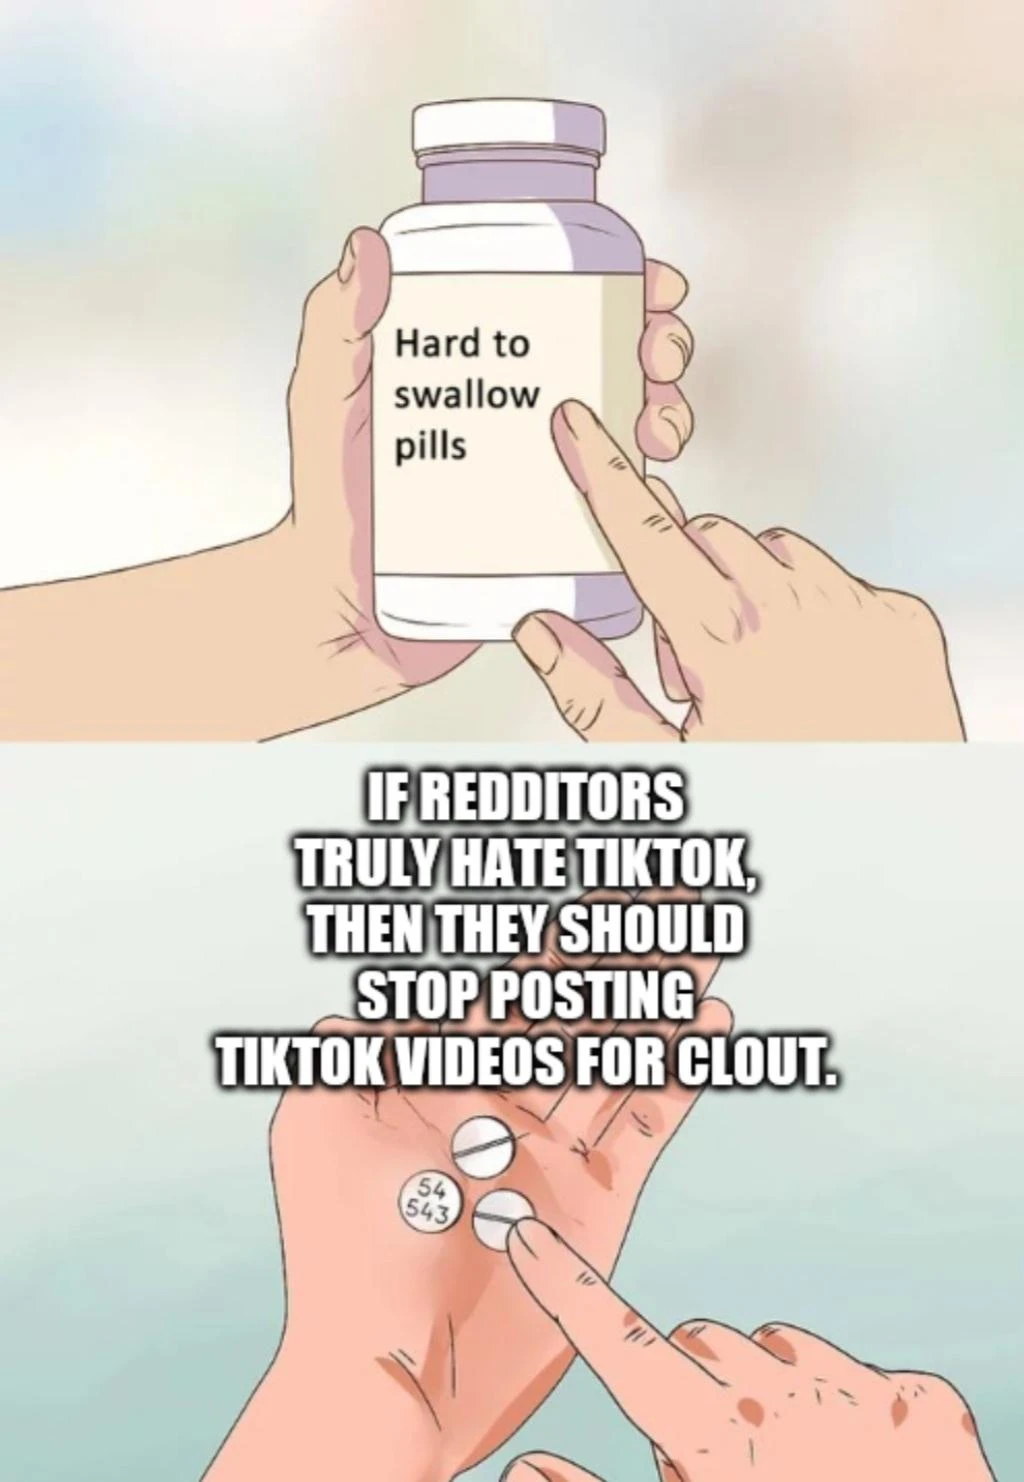 Hard to
swallow
pills
IF REDDITORS
TRULY HATE TIKTOK,
THEN THEY SHOULD
STOP POSTING
TIKTOK VIDEOS FOR CLOUT.
54
543